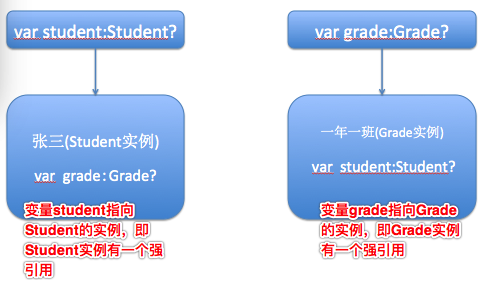 var student:Student?
var grade:Grade?
张三(Student实例)
var grade:Grade?
一年一班(Grade实例)
var student:Student?
变量student指向
Student的实例，即
Student实例有一个强
引用
变量grade指向Grade
的实例，即Grade实例
有一个强引用